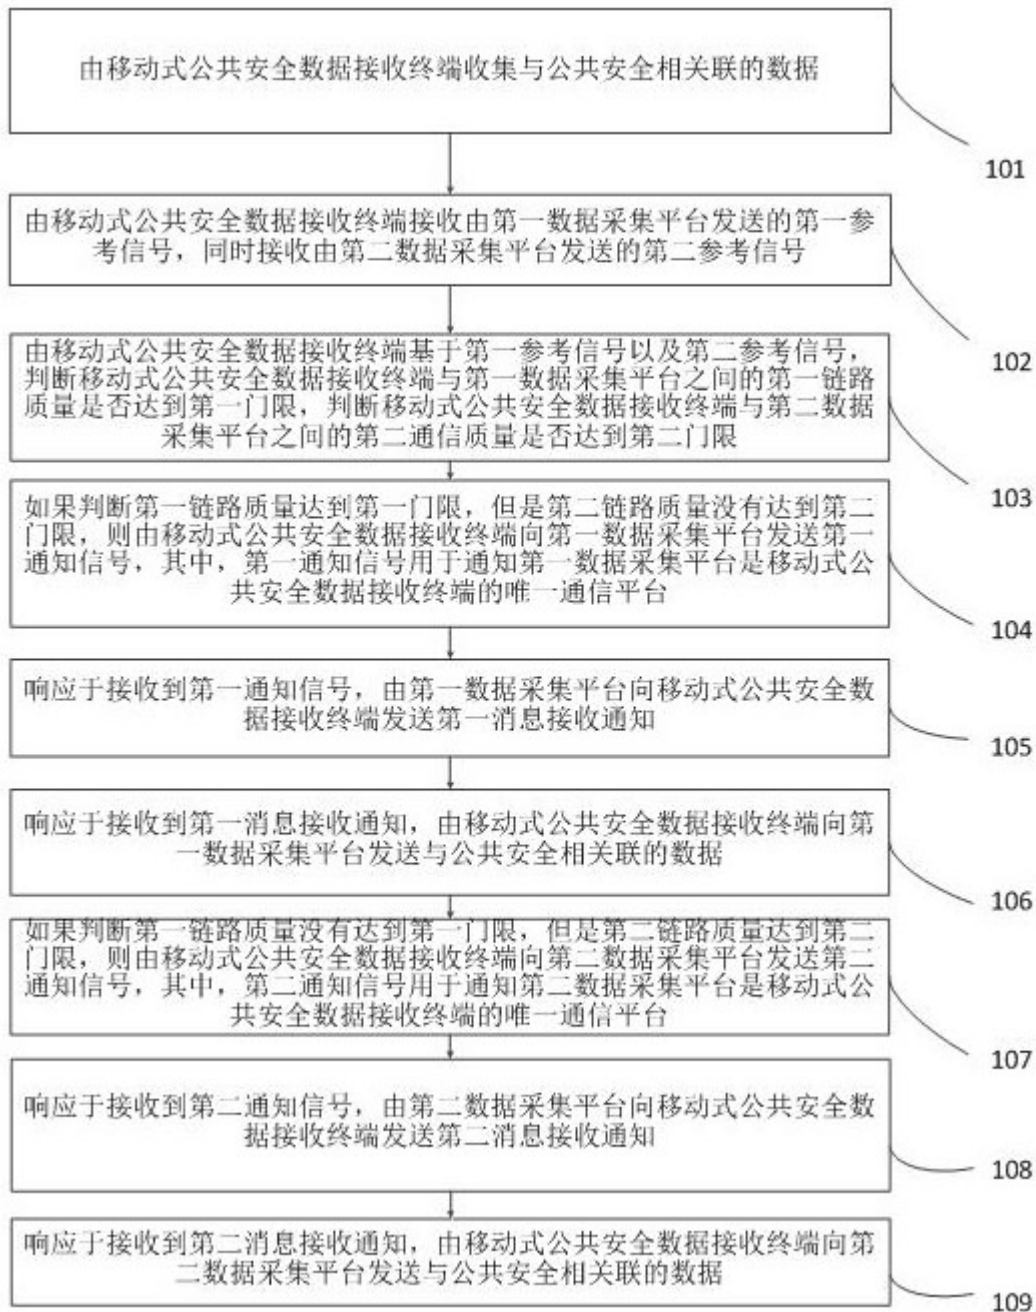 由移动式公共安全数据接收终端收集与公共安全相关联的数据
101
由移动式公共安全数据接收终端接收由第一数据采集平台发送的第一参
考信号，同时接收由第二数据采集平台发送的第二参考信号
102
由移动式公共安全数据接收终端基于第一参考信号以及第二参考信号，
判断移动式公共安全数据接收终端与第一数据采集平台之间的第一链路
质量是否达到第一门限，判断移动式公共安全数据接收终端与第二数据
采集平台之间的第二通信质量是否达到第二门限
103
如果判断第一链路质量达到第一门限，但是第二链路质量没有达到第二
门限，则由移动式公共安全数据接收终端向第一数据采集平台发送第一
通知信号，其中，第一通知信号用于通知第一数据采集平台是移动式公
共安全数据接收终端的唯一通信平台
104
响应于接收到第一通知信号，由第一数据采集平台向移动式公共安全数
据接收终端发送第一消息接收通知
105
响应于接收到第一消息接收通知，由移动式公共安全数据接收终端向第
一数据采集平台发送与公共安全相关联的数据
106
如果判断第一链路质量没有达到第一门限，但是第二链路质量达到第二
门限，则由移动式公共安全数据接收终端向第二数据采集平台发送第二
通知信号，其中，第二通知信号用于通知第二数据采集平台是移动式公
共安全数据接收终端的唯一通信平台
107
响应于接收到第二通知信号，由第二数据采集平台向移动式公共安全数
据接收终端发送第二消息接收通知
108
响应于接收到第二消息接收通知，由移动式公共安全数据接收终端向第
二数据采集平台发送与公共安全相关联的数据
109